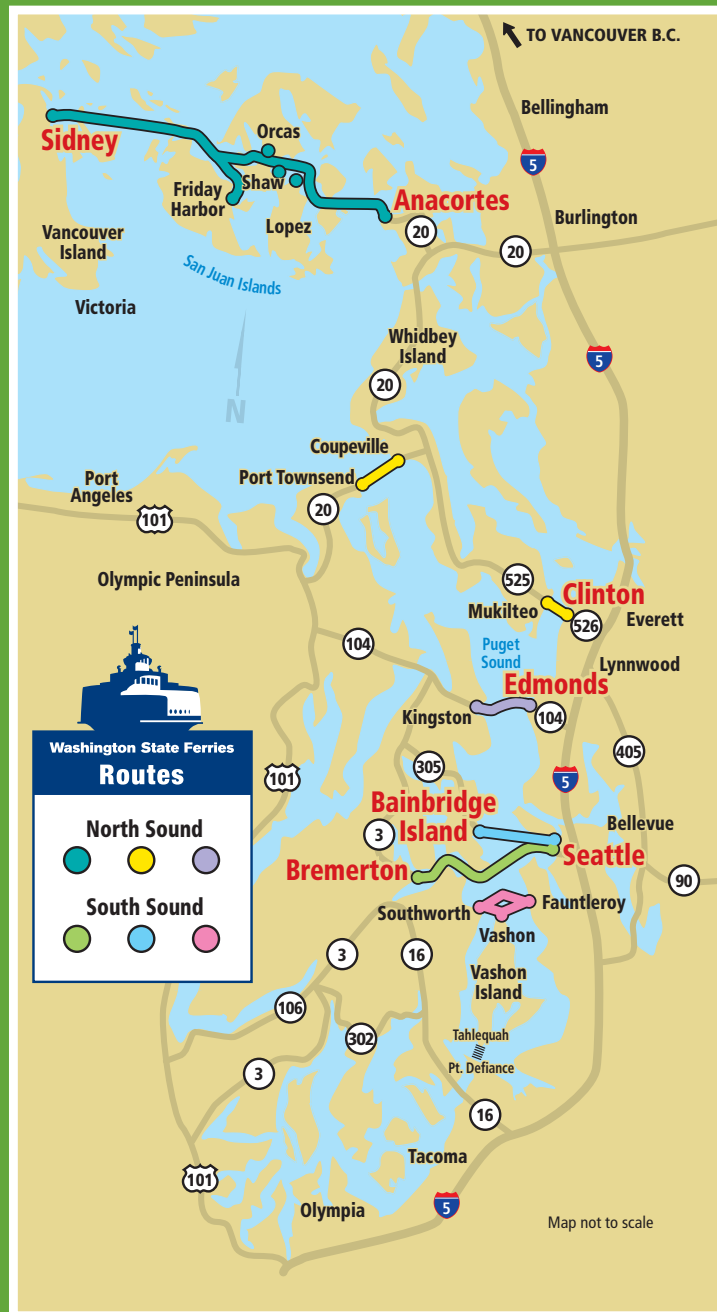 TO VANCOUVER B.C.
Bellingham
5
Sidney
Orcas
Friday
Harbor
Shaw
Lopez
Anacortes
20
20
Burlington
Vancouver
Island
San Juan Islands
Victoria
N
Whidbey
Island
5
20
Coupeville
Port Townsend
20
Port
Angeles
101
Olympic Peninsula
525
Clinton
Mukilteo
526
Everett
104
Puget
Sound
Lynnwood
Edmonds
Kingston
104
405
Washington State Ferries
Routes
North Sound
South Sound
101
305
5
Bainbridge
Island
3
Bellevue
Seattle
Bremerton
90
Southworth
Fauntleroy
Vashon
3
16
Vashon
Island
106
302
Tahlequah
Pt. Defiance
3
16
Tacoma
101
Olympia
5
Map not to scale